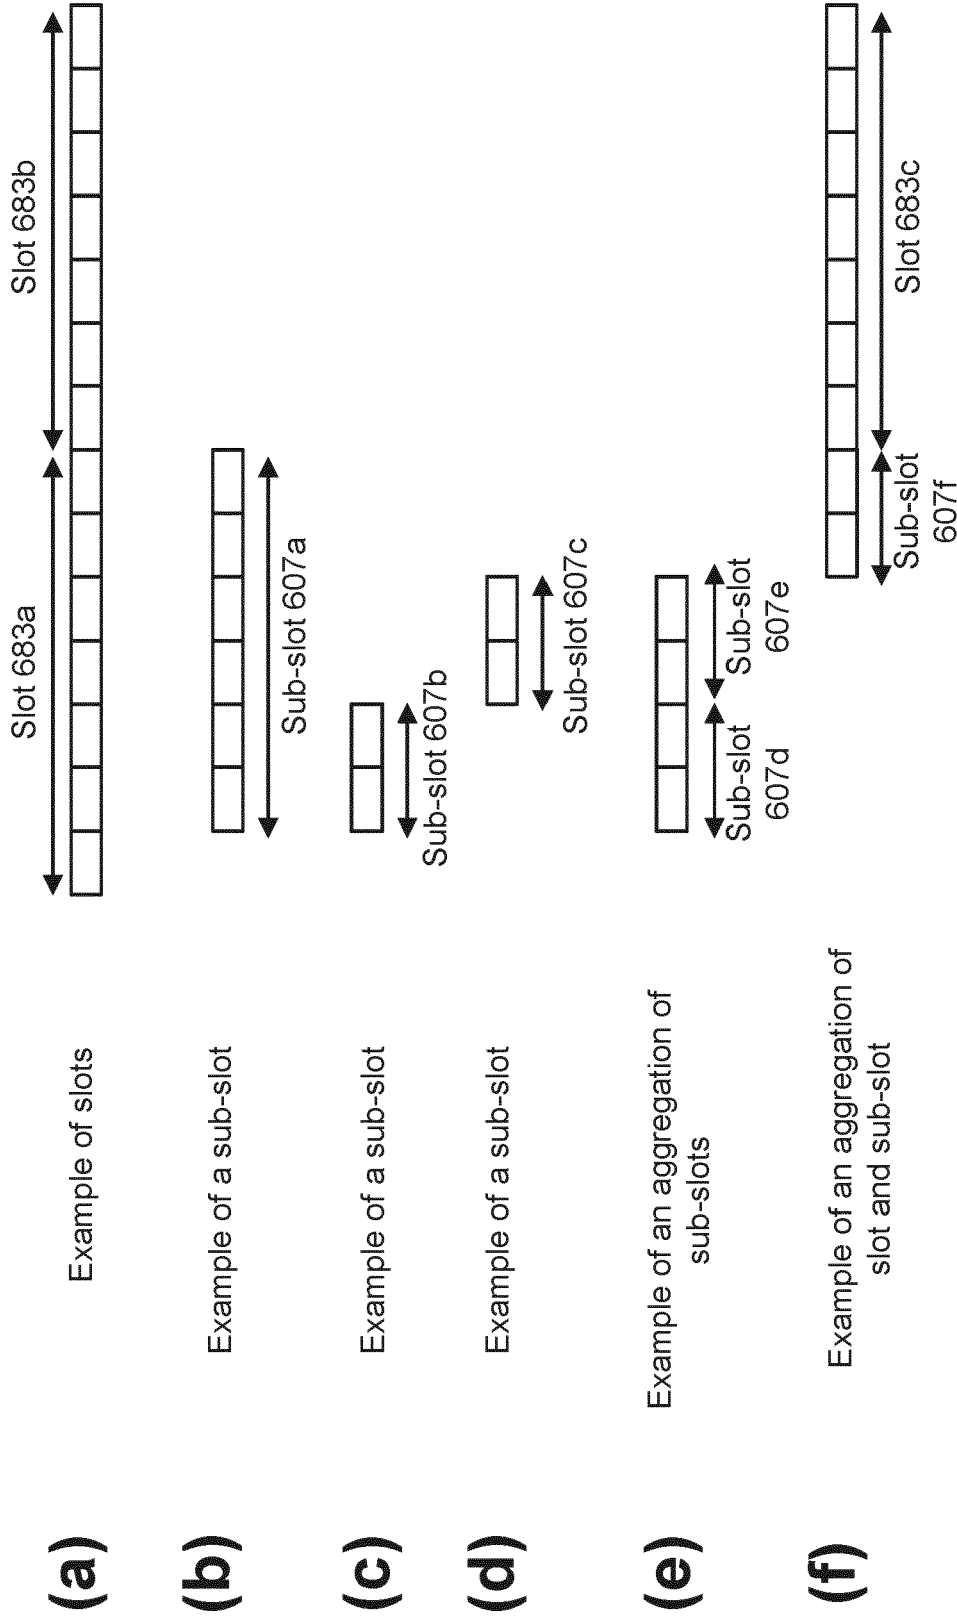 (a)
Example of slots
Slot 683a
Slot 683b
(b)
Example of a sub-slot
Sub-slot 607a
(c)
Example of a sub-slot
Sub-slot 607b
(d)
Example of a sub-slot
Sub-slot 607c
(e)
Example of an aggregation of
sub-slots
Sub-slot
607d
Sub-slot
607e
(f)
Example of an aggregation of
slot and sub-slot
Sub-slot
607f
Slot 683c